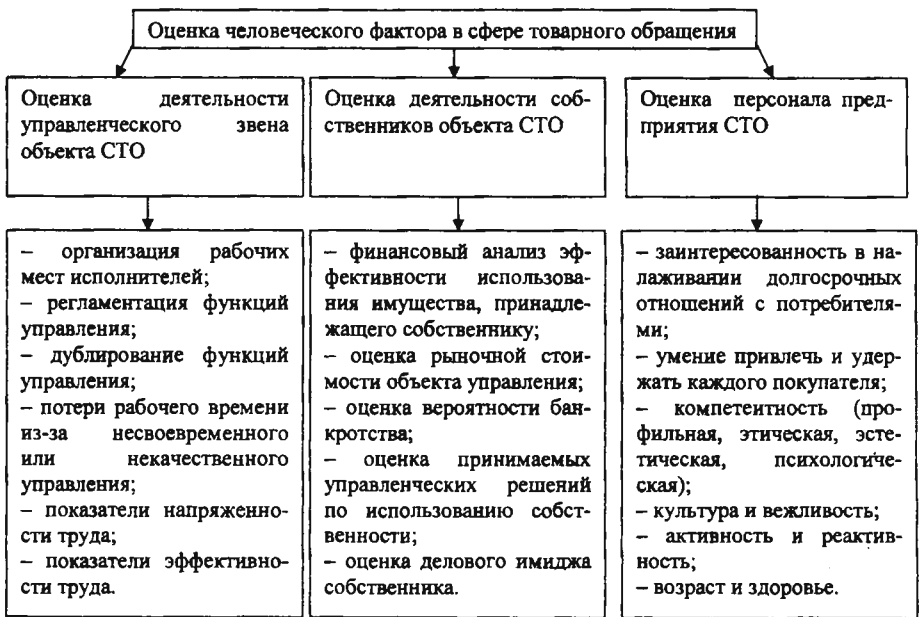 Оценка человеческого фактора в сфере товарного обращения
Оценка деятельности
управленческого звена
объекта СТО
Оценка деятельности соб-
ственников объекта СТО
Оценка персонала пред-
приятия СТО
– организация рабочих
мест исполнителей;
– регламентация функций
управления;
– дублирование функций
управления;
– потери рабочего времени
из-за несвоевременного
или некачественного
управления;
– показатели напряженно-
сти труда;
– показатели эффективно-
сти труда.
– финансовый анализ эф-
фективности использова-
ния имущества, принадле-
жащего собственнику;
– оценка рыночной стои-
мости объекта управления;
– оценка вероятности бан-
кротства;
– оценка принимаемых
управленческих решений
по использованию собст-
венности;
– оценка делового имиджа
собственника.
– заинтересованность в на-
лаживании долгосрочных
отношений с потребителя-
ми;
– умение привлечь и удер-
жать каждого покупателя;
– компетентность (про-
фильная, этическая, эсте-
тическая, психологиче-
ская);
– культура и вежливость;
– активность и реактив-
ность;
– возраст и здоровье.